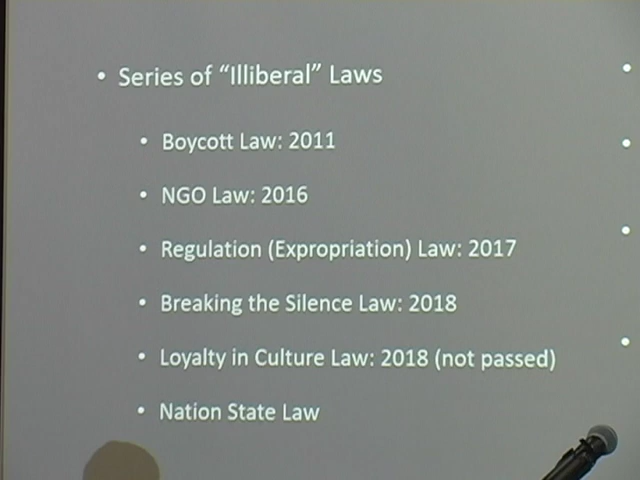 • Series of “Illiberal” Laws
• Boycott Law: 2011
• NGO Law: 2016
• Regulation (Expropriation) Law: 2017
• Breaking the Silence Law: 2018
• Loyalty in Culture Law: 2018 (not passed)
• Nation State Law